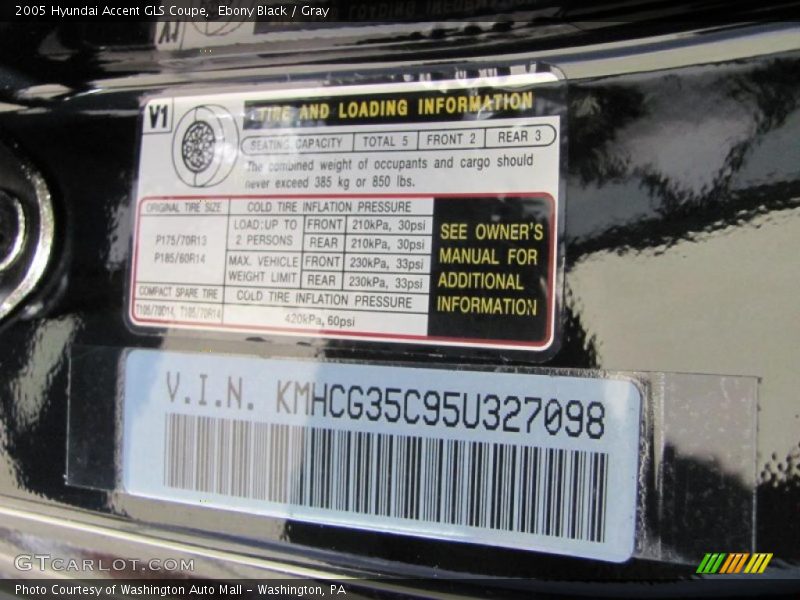 2005 Hyundai Accent GLS Coupe, Ebony Black / Gray
V1
TIRE AND LOADING INFORMATION
SEATING CAPACITY TOTAL 5 FRONT 2 REAR 3
The combined weight of occupants and cargo should
never exceed 385 kg or 850 lbs.
ORIGINAL TIRE SIZE COLD TIRE INFLATION PRESSURE
P175/70R13
P185/60R14
LOAD:UP TO
2 PERSONS
FRONT 210kPa, 30psi
REAR 210kPa, 30psi
MAX. VEHICLE
WEIGHT LIMIT
FRONT 230kPa, 33psi
REAR 230kPa, 33psi
COMPACT SPARE TIRE COLD TIRE INFLATION PRESSURE
T105/70D14, T105/70R14 420kPa, 60psi
SEE OWNER'S
MANUAL FOR
ADDITIONAL
INFORMATION
V.I.N. KMHCG35C95U327098
GTCarLot.com
Photo Courtesy of Washington Auto Mall - Washington, PA